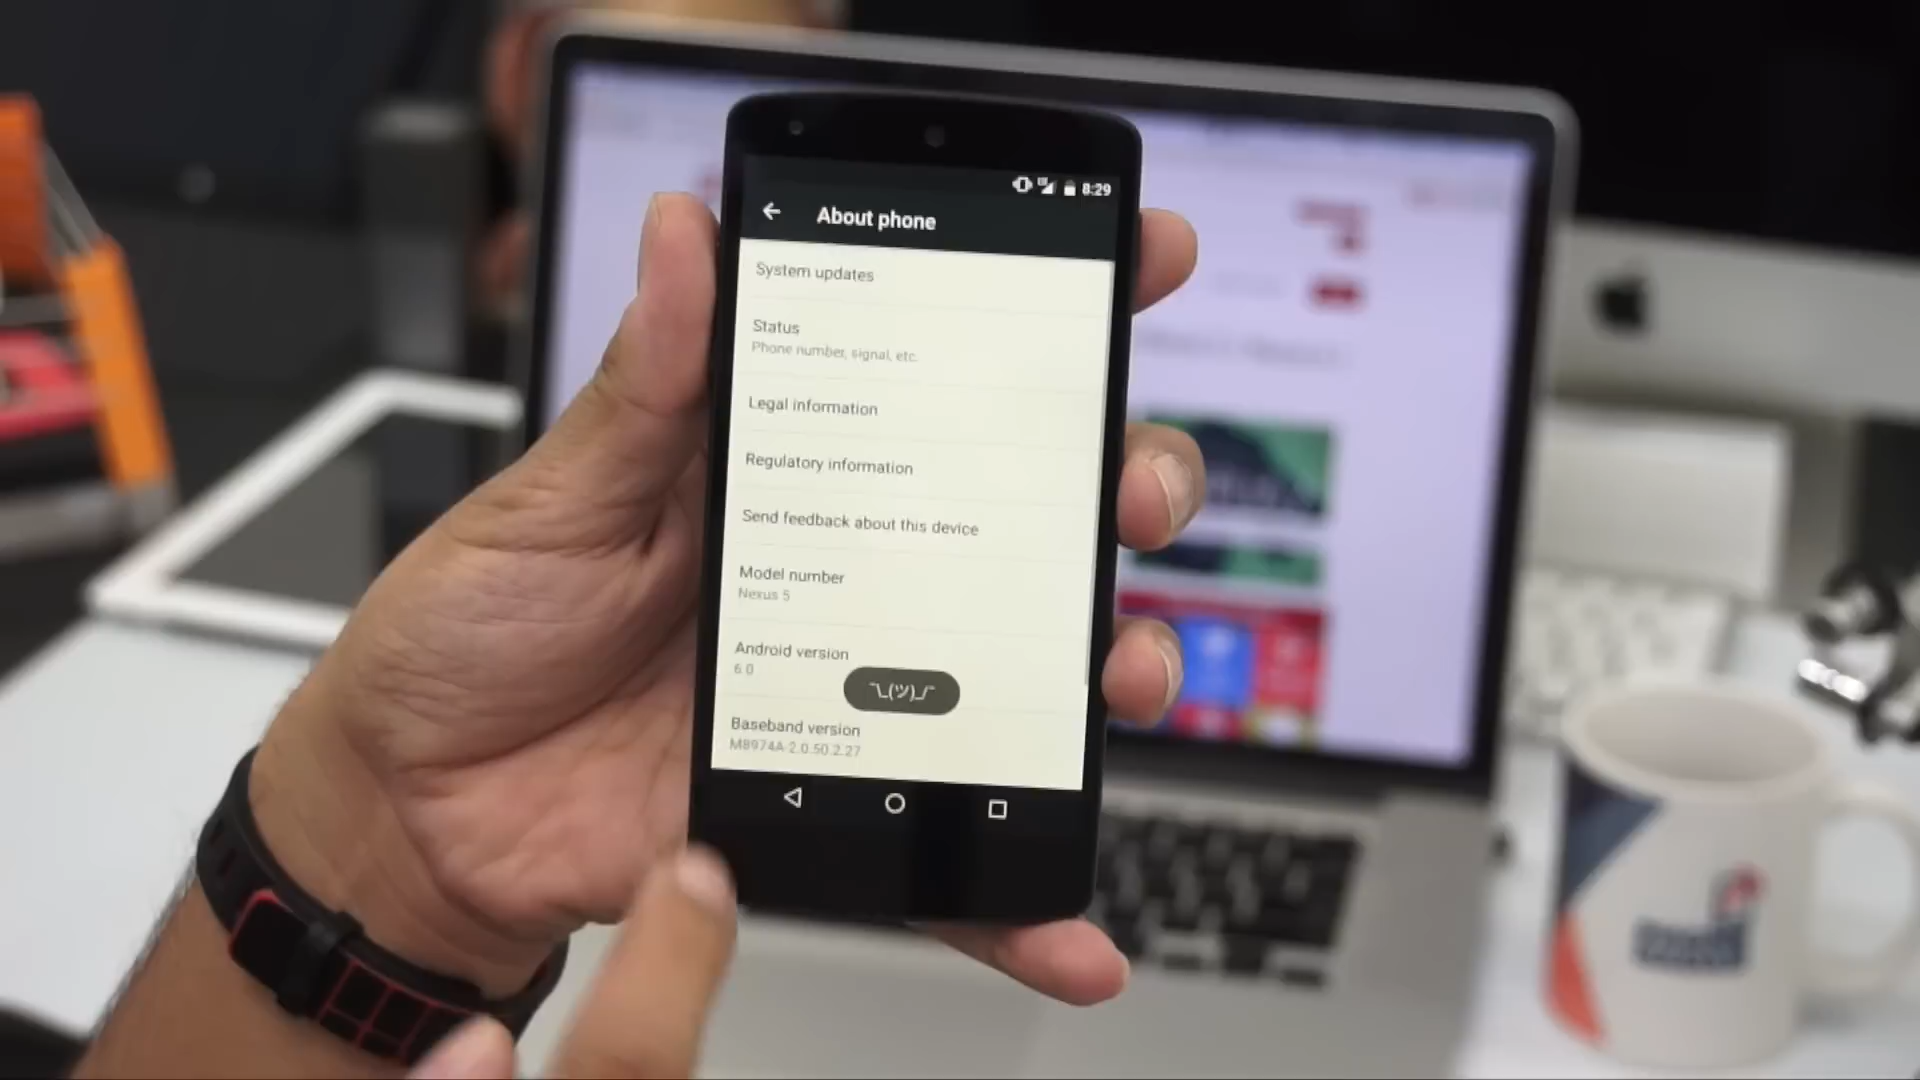 8:29
About phone
System updates
Status
Phone number, signal, etc.
Legal information
Regulatory information
Send feedback about this device
Model number
Nexus 5
Android version
6.0
¯\_(ツ)_/¯
Baseband version
M8974A-2.0.50.2.27